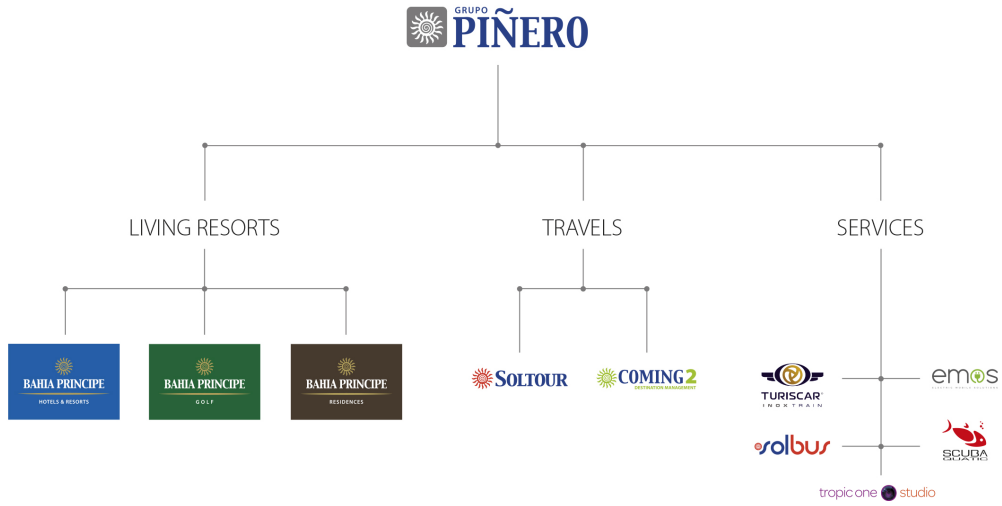 GRUPO
PIÑERO
LIVING RESORTS
TRAVELS
SERVICES
BAHIA PRINCIPE
HOTELS & RESORTS
BAHIA PRINCIPE
GOLF
BAHIA PRINCIPE
RESIDENCES
SOLTOUR
COMING2
DESTINATION MANAGEMENT
TURISCAR
INOXTRAIN
emos
solbus
SCUBA
QUATIC
tropic one studio